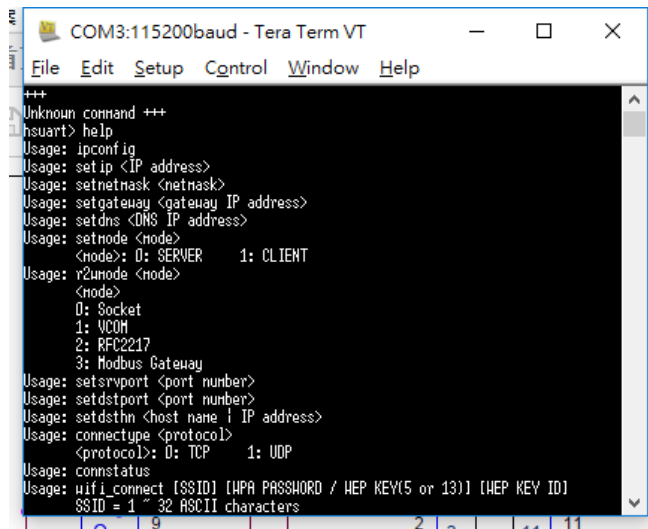 COM3:115200baud - Tera Term VT
File Edit Setup Control Window Help
+++
Unknown command +++
hsuart> help
Usage: ipconfig
Usage: setip <IP address>
Usage: setnetmask <netmask>
Usage: setgateway <gateway IP address>
Usage: setdns <DNS IP address>
Usage: setmode <mode>
<mode>: 0: SERVER 1: CLIENT
Usage: r2wmode <mode>
<mode>
0: Socket
1: VCOM
2: RFC2217
3: Modbus Gateway
Usage: setsrvport <port number>
Usage: setdstport <port number>
Usage: setdsthn <host name | IP address>
Usage: connectype <protocol>
<protocol>: 0: TCP 1: UDP
Usage: connstatus
Usage: wifi_connect [SSID] [WPA PASSWORD / WEP KEY(5 or 13)] [WEP KEY ID]
SSID = 1 ~ 32 ASCII characters
9 2 11 11